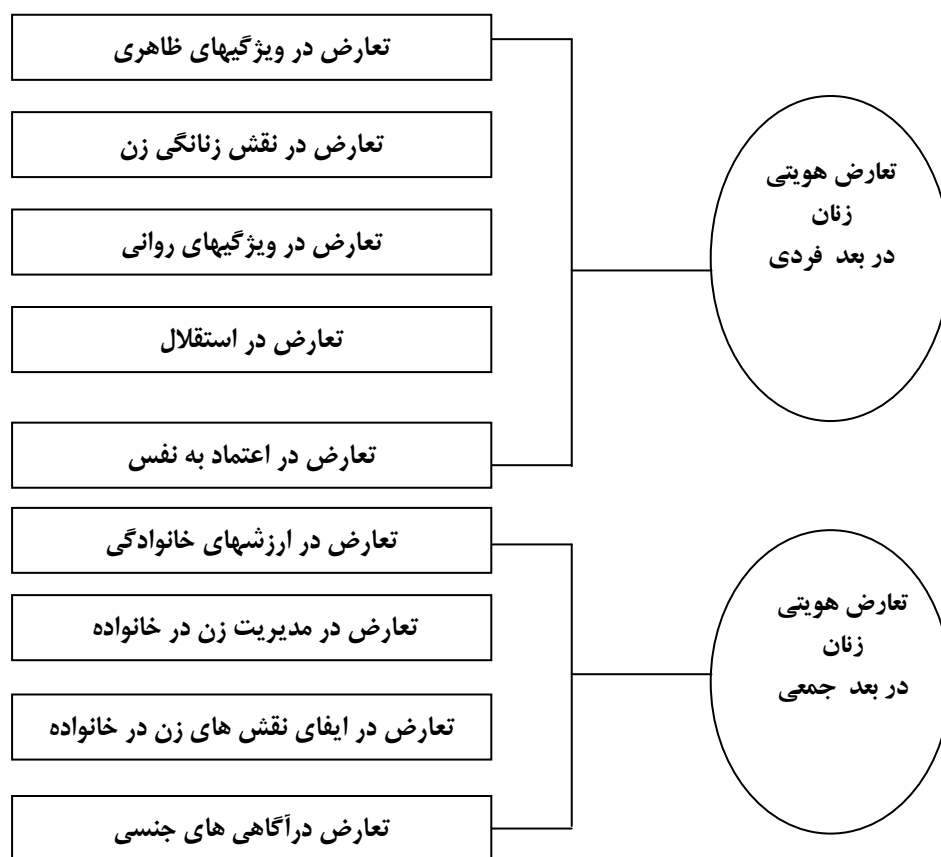 تعارض هویتی
زنان
در بعد فردی
تعارض در ویژگیهای ظاهری
تعارض در نقش زنانگی زن
تعارض در ویژگیهای روانی
تعارض در استقلال
تعارض در اعتماد به نفس
تعارض هویتی
زنان
در بعد جمعی
تعارض در ارزشهای خانوادگی
تعارض در مدیریت زن در خانواده
تعارض در ایفای نقش های زن در خانواده
تعارض درآگاهی های جنسی